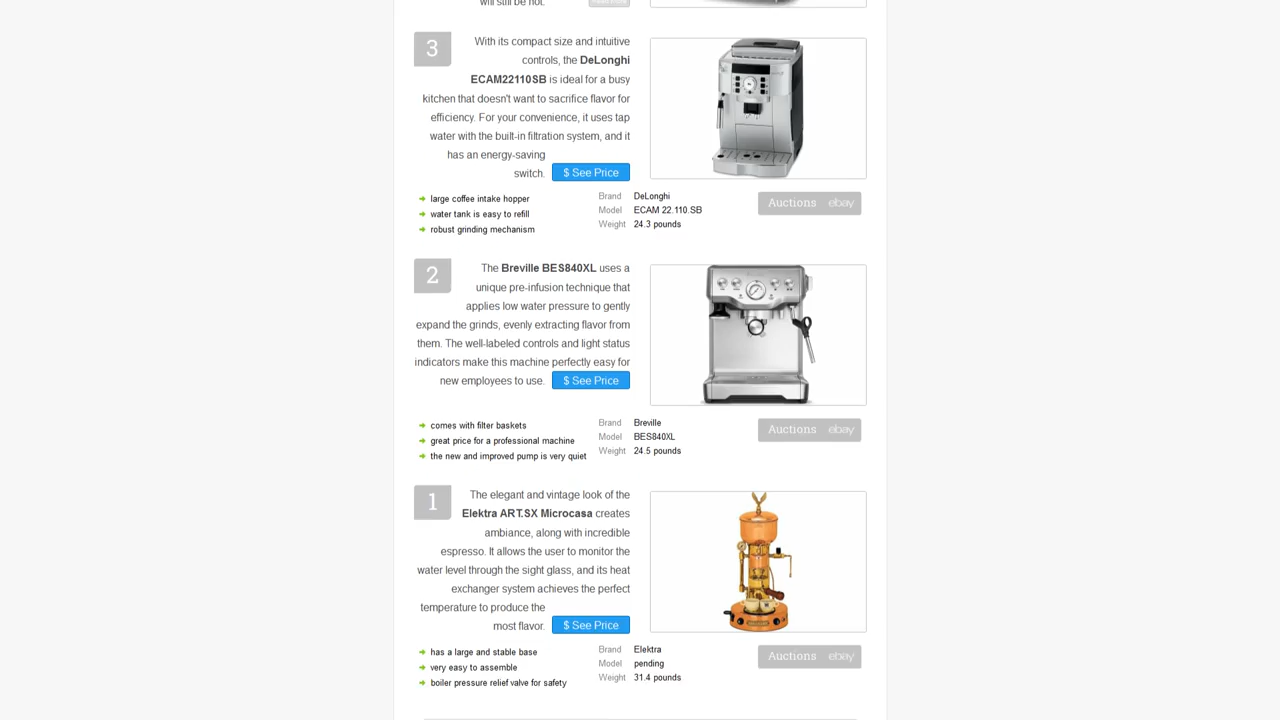 will still be hot.
3
With its compact size and intuitive
controls, the DeLonghi
ECAM22110SB is ideal for a busy
kitchen that doesn't want to sacrifice flavor for
efficiency. For your convenience, it uses tap
water with the built-in filtration system, and it
has an energy-saving
switch.
$ See Price
large coffee intake hopper
water tank is easy to refill
robust grinding mechanism
Brand DeLonghi
Model ECAM 22.110.SB
Weight 24.3 pounds
Auctions ebay
2
The Breville BES840XL uses a
unique pre-infusion technique that
applies low water pressure to gently
expand the grinds, evenly extracting flavor from
them. The well-labeled controls and light status
indicators make this machine perfectly easy for
new employees to use.
$ See Price
comes with filter baskets
great price for a professional machine
the new and improved pump is very quiet
Brand Breville
Model BES840XL
Weight 24.5 pounds
Auctions ebay
1
The elegant and vintage look of the
Elektra ART.SX Microcasa creates
ambiance, along with incredible
espresso. It allows the user to monitor the
water level through the sight glass, and its heat
exchanger system achieves the perfect
temperature to produce the
most flavor.
$ See Price
has a large and stable base
very easy to assemble
boiler pressure relief valve for safety
Brand Elektra
Model pending
Weight 31.4 pounds
Auctions ebay